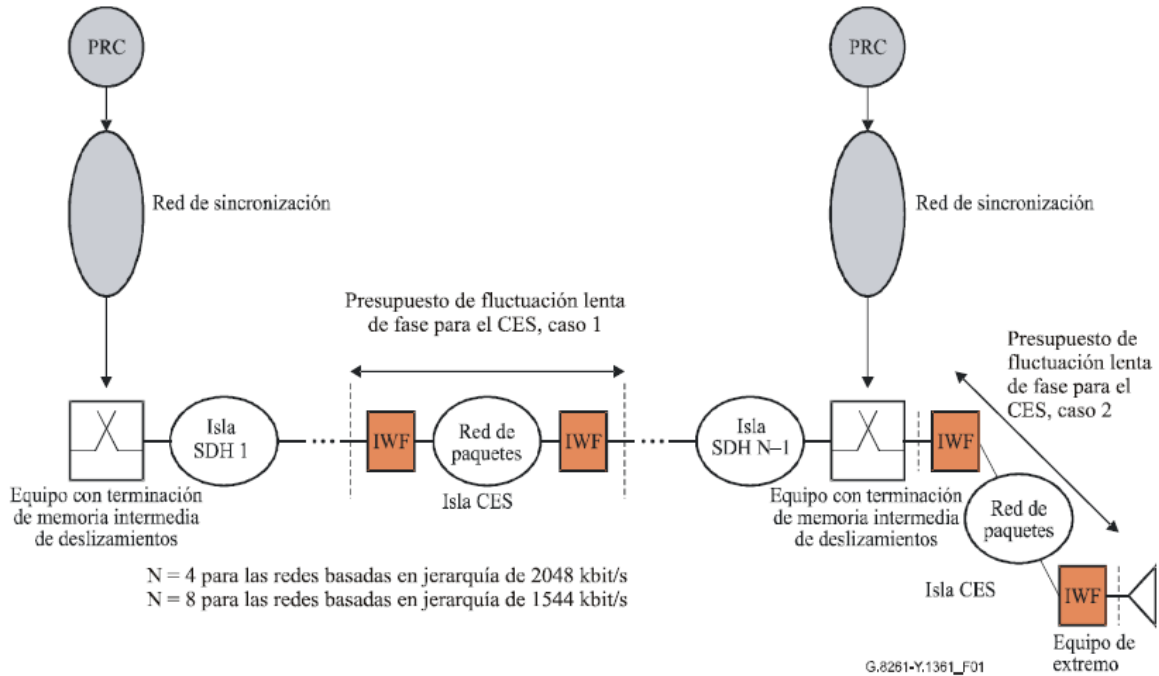 PRC
PRC
Red de sincronización
Red de sincronización
Presupuesto de fluctuación lenta
de fase para el CES, caso 1
Presupuesto de
fluctuación lenta
de fase para el
CES, caso 2
Isla
SDH 1
IWF
Red de
paquetes
IWF
Isla
SDH N–1
IWF
Equipo con terminación
de memoria intermedia
de deslizamientos
Isla CES
Equipo con terminación
de memoria intermedia
de deslizamientos
Red de
paquetes
N = 4 para las redes basadas en jerarquía de 2048 kbit/s
N = 8 para las redes basadas en jerarquía de 1544 kbit/s
Isla CES
IWF
Equipo de
extremo
G.8261-Y.1361_F01